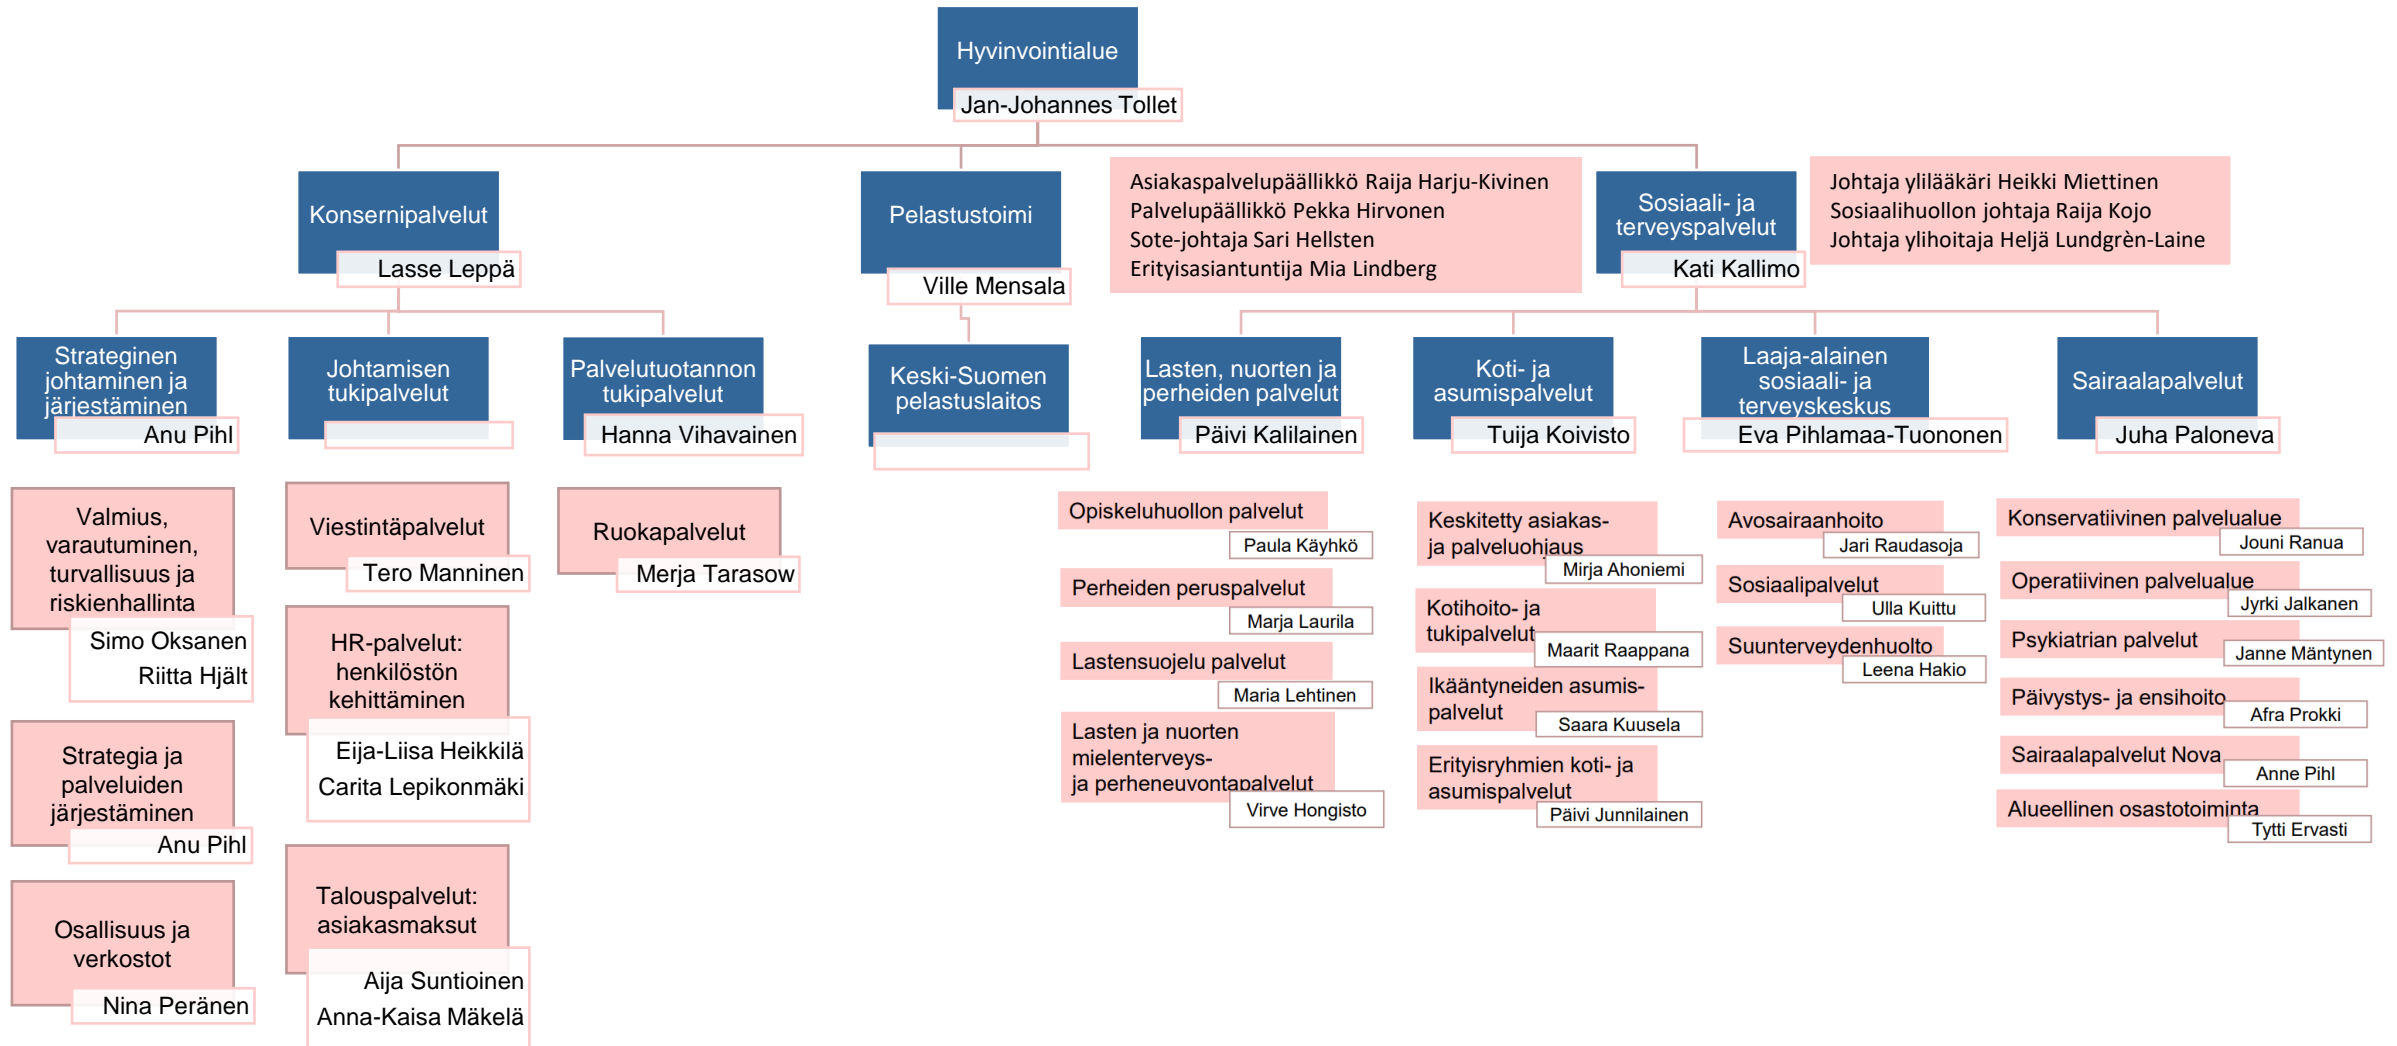 Hyvinvointialue
Jan-Johannes Tollet
Konsernipalvelut
Lasse Leppä
Pelastustoimi
Ville Mensala
Asiakaspalvelupäällikkö Raija Harju-Kivinen
Palvelupäällikkö Pekka Hirvonen
Sote-johtaja Sari Hellsten
Erityisasiantuntija Mia Lindberg
Sosiaali- ja
terveyspalvelut
Kati Kallimo
Johtaja ylilääkäri Heikki Miettinen
Sosiaalihuollon johtaja Raija Kojo
Johtaja ylihoitaja Heljä Lundgrèn-Laine
Strateginen
johtaminen ja
järjestäminen
Anu Pihl
Johtamisen
tukipalvelut
Palvelutuotannon
tukipalvelut
Hanna Vihavainen
Keski-Suomen
pelastuslaitos
Lasten, nuorten ja
perheiden palvelut
Päivi Kalilainen
Koti- ja
asumispalvelut
Tuija Koivisto
Laaja-alainen
sosiaali- ja
terveyskeskus
Eva Pihlamaa-Tuononen
Sairaalapalvelut
Juha Paloneva
Valmius,
varautuminen,
turvallisuus ja
riskienhallinta
Simo Oksanen
Riitta Hjält
Strategia ja
palveluiden
järjestäminen
Anu Pihl
Osallisuus ja
verkostot
Nina Peränen
Viestintäpalvelut
Tero Manninen
HR-palvelut:
henkilöstön
kehittäminen
Eija-Liisa Heikkilä
Carita Lepikonmäki
Talouspalvelut:
asiakasmaksut
Aija Suntioinen
Anna-Kaisa Mäkelä
Ruokapalvelut
Merja Tarasow
Opiskeluhuollon palvelut
Paula Käyhkö
Perheiden peruspalvelut
Marja Laurila
Lastensuojelu palvelut
Maria Lehtinen
Lasten ja nuorten
mielenterveys-
ja perheneuvontapalvelut
Virve Hongisto
Keskitetty asiakas-
ja palveluohjaus
Mirja Ahoniemi
Kotihoito- ja
tukipalvelut
Maarit Raappana
Ikääntyneiden asumis-
palvelut
Saara Kuusela
Erityisryhmien koti- ja
asumispalvelut
Päivi Junnilainen
Avosairaanhoito
Jari Raudasoja
Sosiaalipalvelut
Ulla Kuittu
Suunterveydenhuolto
Leena Hakio
Konservatiivinen palvelualue
Jouni Ranua
Operatiivinen palvelualue
Jyrki Jalkanen
Psykiatrian palvelut
Janne Mäntynen
Päivystys- ja ensihoito
Afra Prokki
Sairaalapalvelut Nova
Anne Pihl
Alueellinen osastotoiminta
Tytti Ervasti